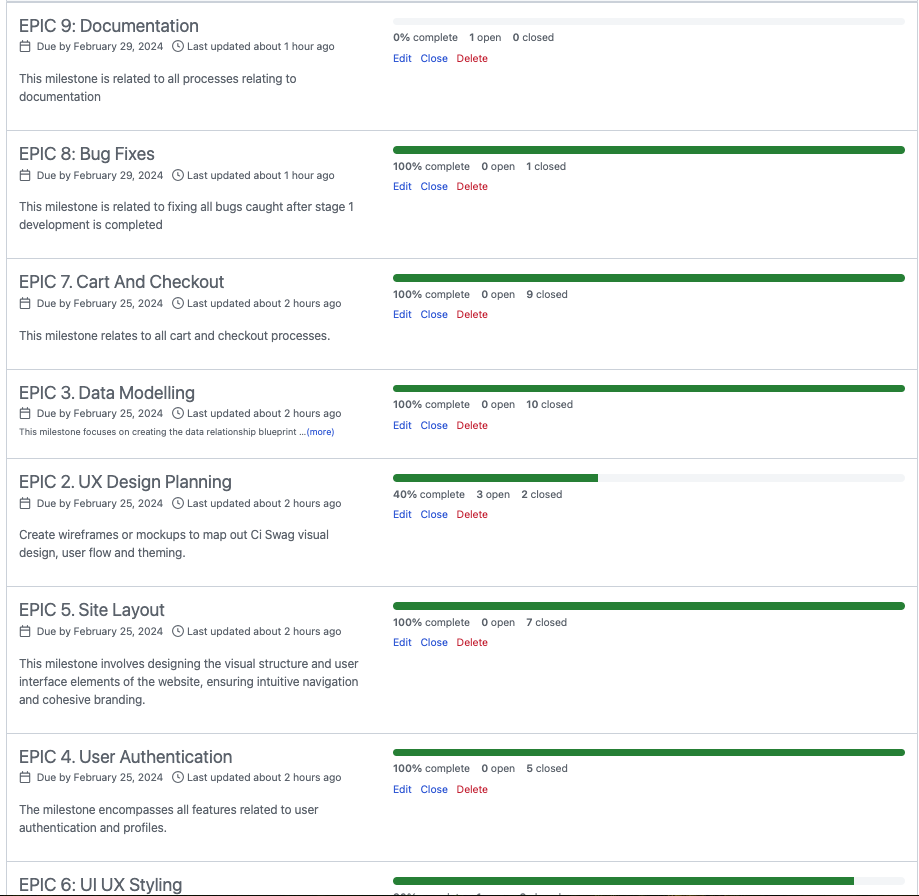 EPIC 9: Documentation
Due by February 29, 2024 Last updated about 1 hour ago
This milestone is related to all processes relating to
documentation
0% complete 1 open 0 closed
Edit Close Delete
EPIC 8: Bug Fixes
Due by February 29, 2024 Last updated about 1 hour ago
This milestone is related to fixing all bugs caught after stage 1
development is completed
100% complete 0 open 1 closed
Edit Close Delete
EPIC 7. Cart And Checkout
Due by February 25, 2024 Last updated about 2 hours ago
This milestone relates to all cart and checkout processes.
100% complete 0 open 9 closed
Edit Close Delete
EPIC 3. Data Modelling
Due by February 25, 2024 Last updated about 2 hours ago
This milestone focuses on creating the data relationship blueprint ...(more)
100% complete 0 open 10 closed
Edit Close Delete
EPIC 2. UX Design Planning
Due by February 25, 2024 Last updated about 2 hours ago
Create wireframes or mockups to map out Ci Swag visual
design, user flow and theming.
40% complete 3 open 2 closed
Edit Close Delete
EPIC 5. Site Layout
Due by February 25, 2024 Last updated about 2 hours ago
This milestone involves designing the visual structure and user
interface elements of the website, ensuring intuitive navigation
and cohesive branding.
100% complete 0 open 7 closed
Edit Close Delete
EPIC 4. User Authentication
Due by February 25, 2024 Last updated about 2 hours ago
The milestone encompasses all features related to user
authentication and profiles.
100% complete 0 open 5 closed
Edit Close Delete
EPIC 6: UI UX Styling